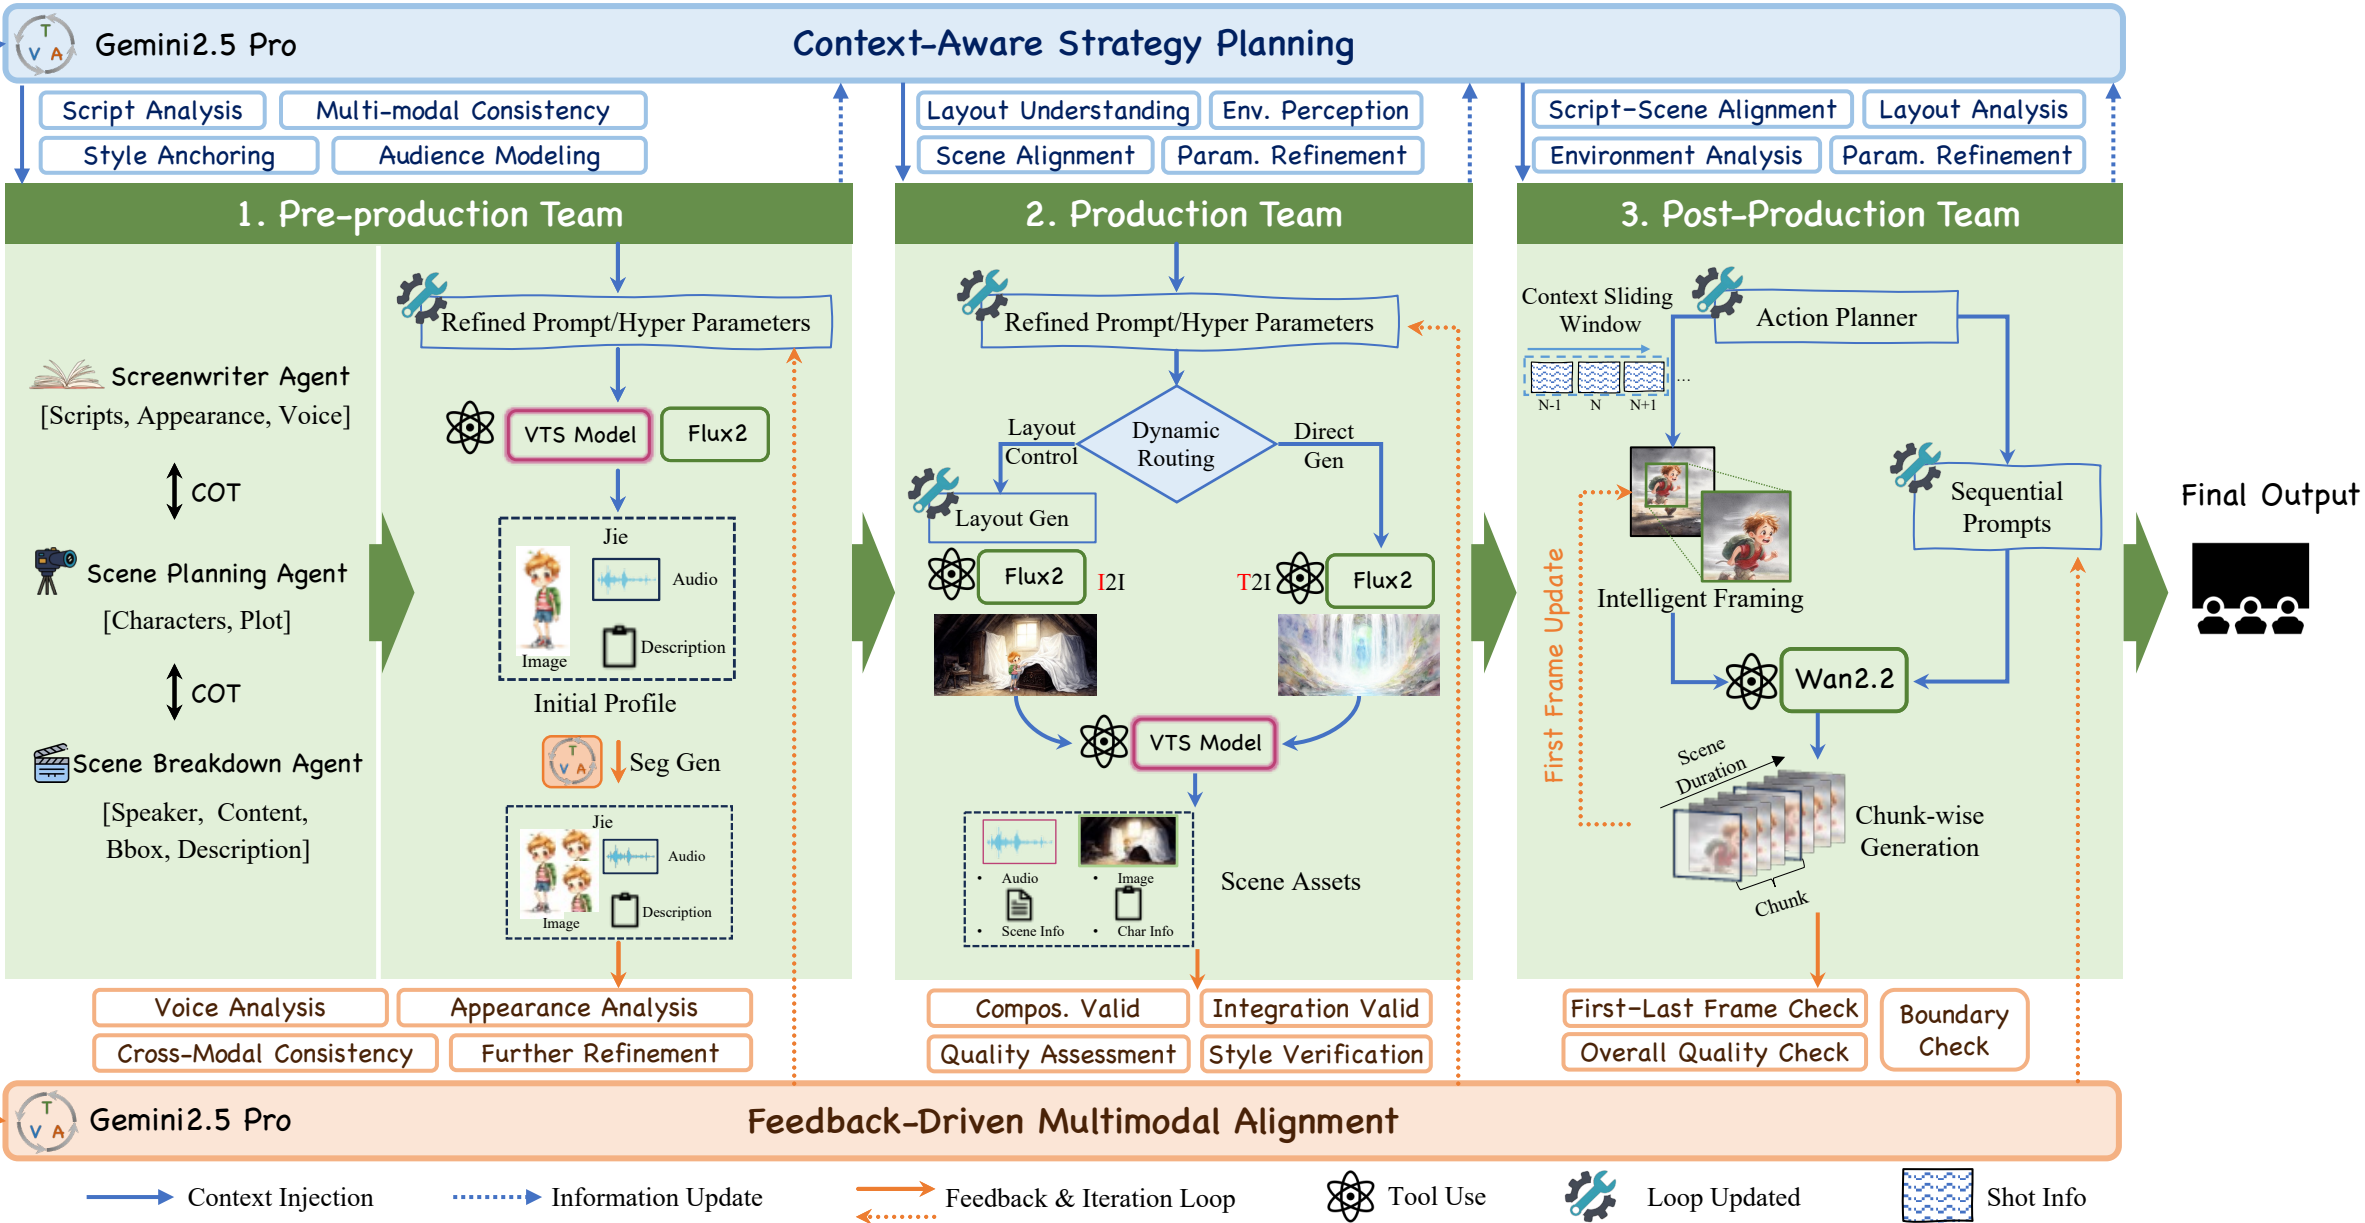 T
V A
Gemini2.5 Pro
Context-Aware Strategy Planning
Script Analysis
Multi-modal Consistency
Style Anchoring
Audience Modeling
Layout Understanding
Env. Perception
Scene Alignment
Param. Refinement
Script-Scene Alignment
Layout Analysis
Environment Analysis
Param. Refinement
1. Pre-production Team
Screenwriter Agent
[Scripts, Appearance, Voice]
COT
Scene Planning Agent
[Characters, Plot]
COT
Scene Breakdown Agent
[Speaker, Content,
Bbox, Description]
Refined Prompt/Hyper Parameters
VTS Model
Flux2
Jie
Audio
Image
Description
Initial Profile
T
V A
Seg Gen
Jie
Audio
Image
Description
2. Production Team
Refined Prompt/Hyper Parameters
Dynamic
Routing
Layout
Control
Direct
Gen
Layout Gen
Flux2
I2I
T2I
Flux2
VTS Model
• Audio
• Image
• Scene Info
• Char Info
Scene Assets
3. Post-Production Team
Context Sliding
Window
N-1
N
N+1
...
Action Planner
Sequential
Prompts
Intelligent Framing
First Frame Update
Wan2.2
Scene
Duration
Chunk-wise
Generation
Chunk
Final Output
Voice Analysis
Appearance Analysis
Cross-Modal Consistency
Further Refinement
Compos. Valid
Integration Valid
Quality Assessment
Style Verification
First-Last Frame Check
Overall Quality Check
Boundary
Check
T
V A
Gemini2.5 Pro
Feedback-Driven Multimodal Alignment
Context Injection
Information Update
Feedback & Iteration Loop
Tool Use
Loop Updated
Shot Info